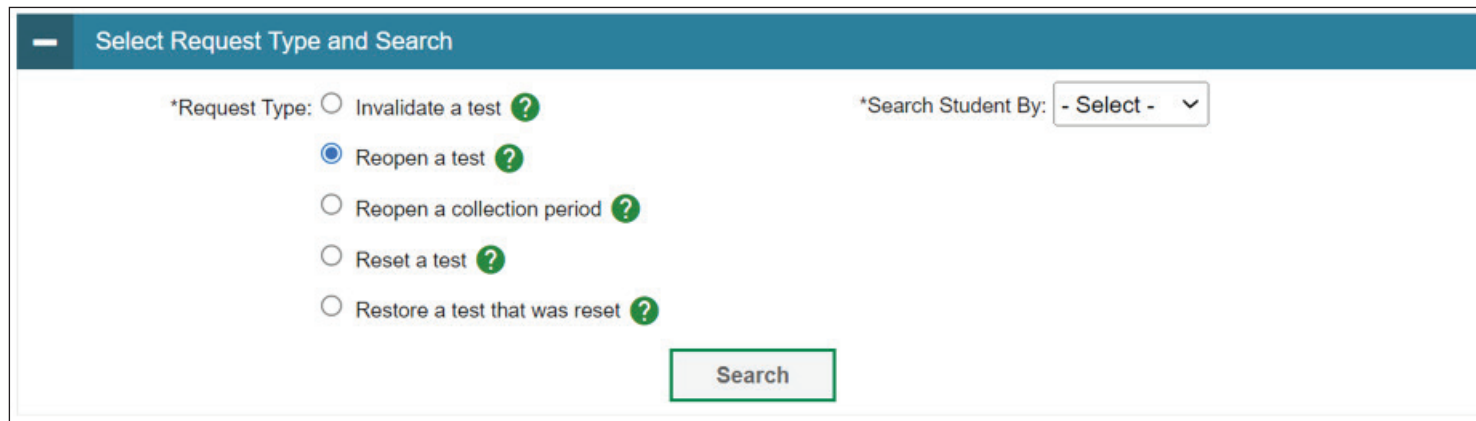 Select Request Type and Search
*Request Type: Invalidate a test ? *Search Student By: - Select -
Reopen a test ?
Reopen a collection period ?
Reset a test ?
Restore a test that was reset ?
Search